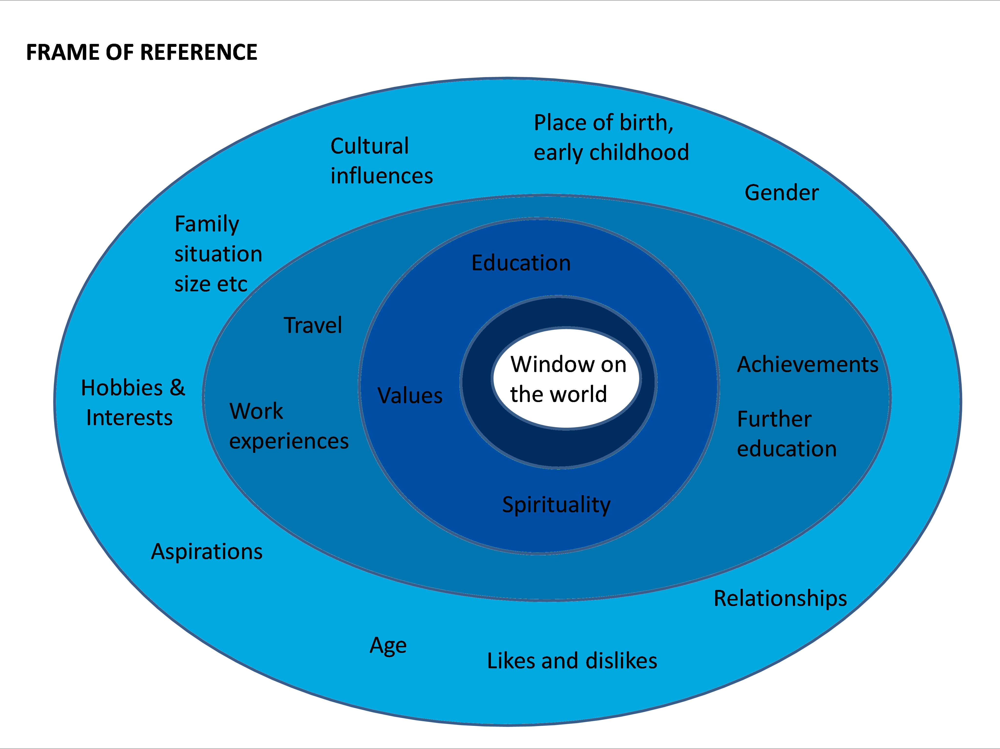 FRAME OF REFERENCE
Place of birth,
early childhood
Cultural
influences
Gender
Family
situation
size etc
Education
Travel
Window on
the world
Achievements
Hobbies &
Interests
Values
Work
experiences
Further
education
Spirituality
Aspirations
Relationships
Age
Likes and dislikes